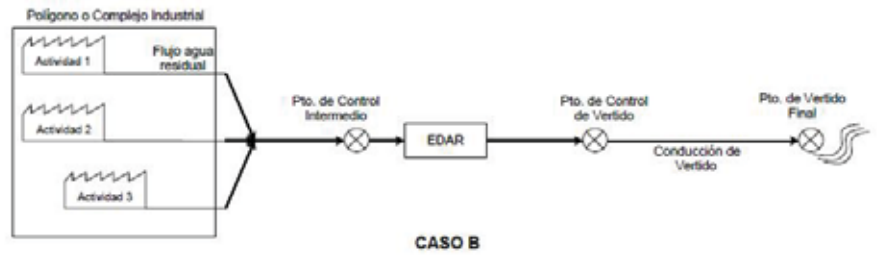 Polígono o Complejo Industrial
Actividad 1
Flujo agua
residual
Actividad 2
Actividad 3
Pto. de Control
Intermedio
EDAR
Pto. de Control
de Vertido
Conducción de
Vertido
Pto. de Vertido
Final
CASO B